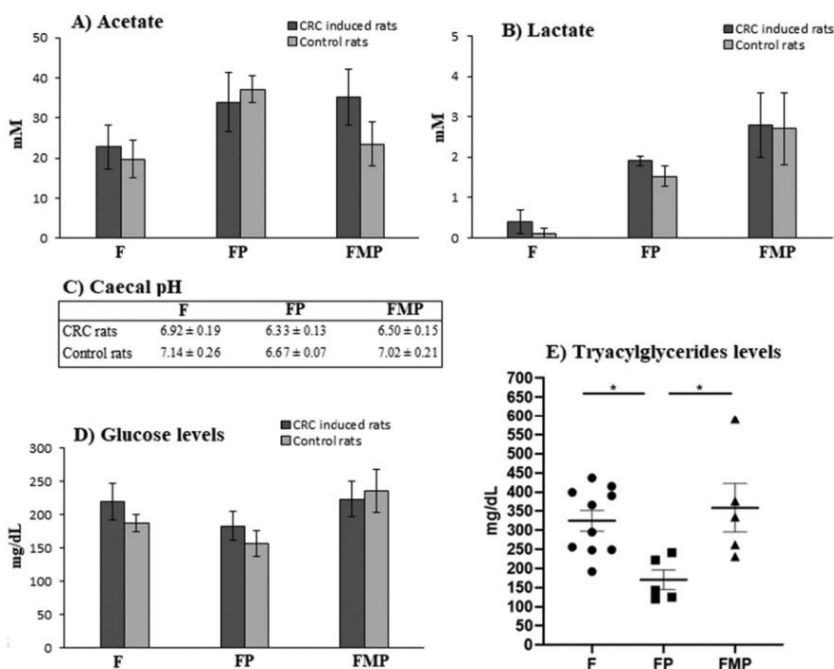 A) Acetate
CRC induced rats
Control rats
50
40
30
20
10
0
mM
F FP FMP
B) Lactate
CRC induced rats
Control rats
5
4
3
2
1
0
mM
F FP FMP
C) Caecal pH
F FP FMP
CRC rats 6.92 ± 0.19 6.33 ± 0.13 6.50 ± 0.15
Control rats 7.14 ± 0.26 6.67 ± 0.07 7.02 ± 0.21
D) Glucose levels
CRC induced rats
Control rats
300
250
200
150
100
50
0
mg/dL
F FP FMP
E) Tryacylglycerides levels
700
650
600
550
500
450
400
350
300
250
200
150
100
50
0
mg/dL
* *
F FP FMP